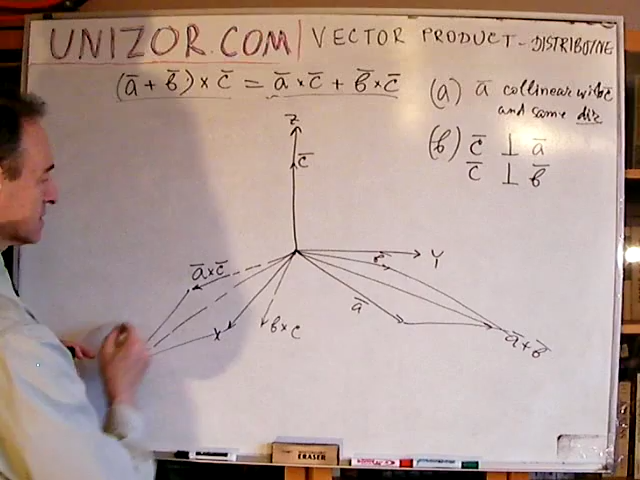 UNIZOR.COM | VECTOR PRODUCT - DISTRIBUTIVE
(a̅ + b̅) × c̅ = a̅ × c̅ + b̅ × c̅
(a) a̅ collinear with c̅
and same dir
(b) c̅ ⊥ a̅
c̅ ⊥ b̅
Z
c̅
Y
a̅ × c̅
a̅
X
b × c
a̅ + b̅
ERASER